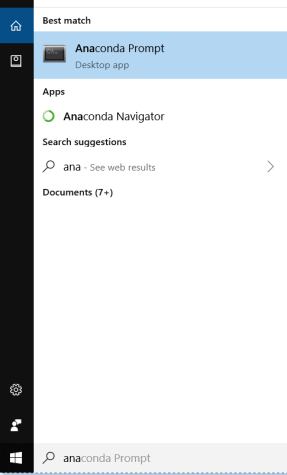 Best match
Anaconda Prompt
Desktop app
Apps
Anaconda Navigator
Search suggestions
ana - See web results
Documents (7+)
anaconda Prompt